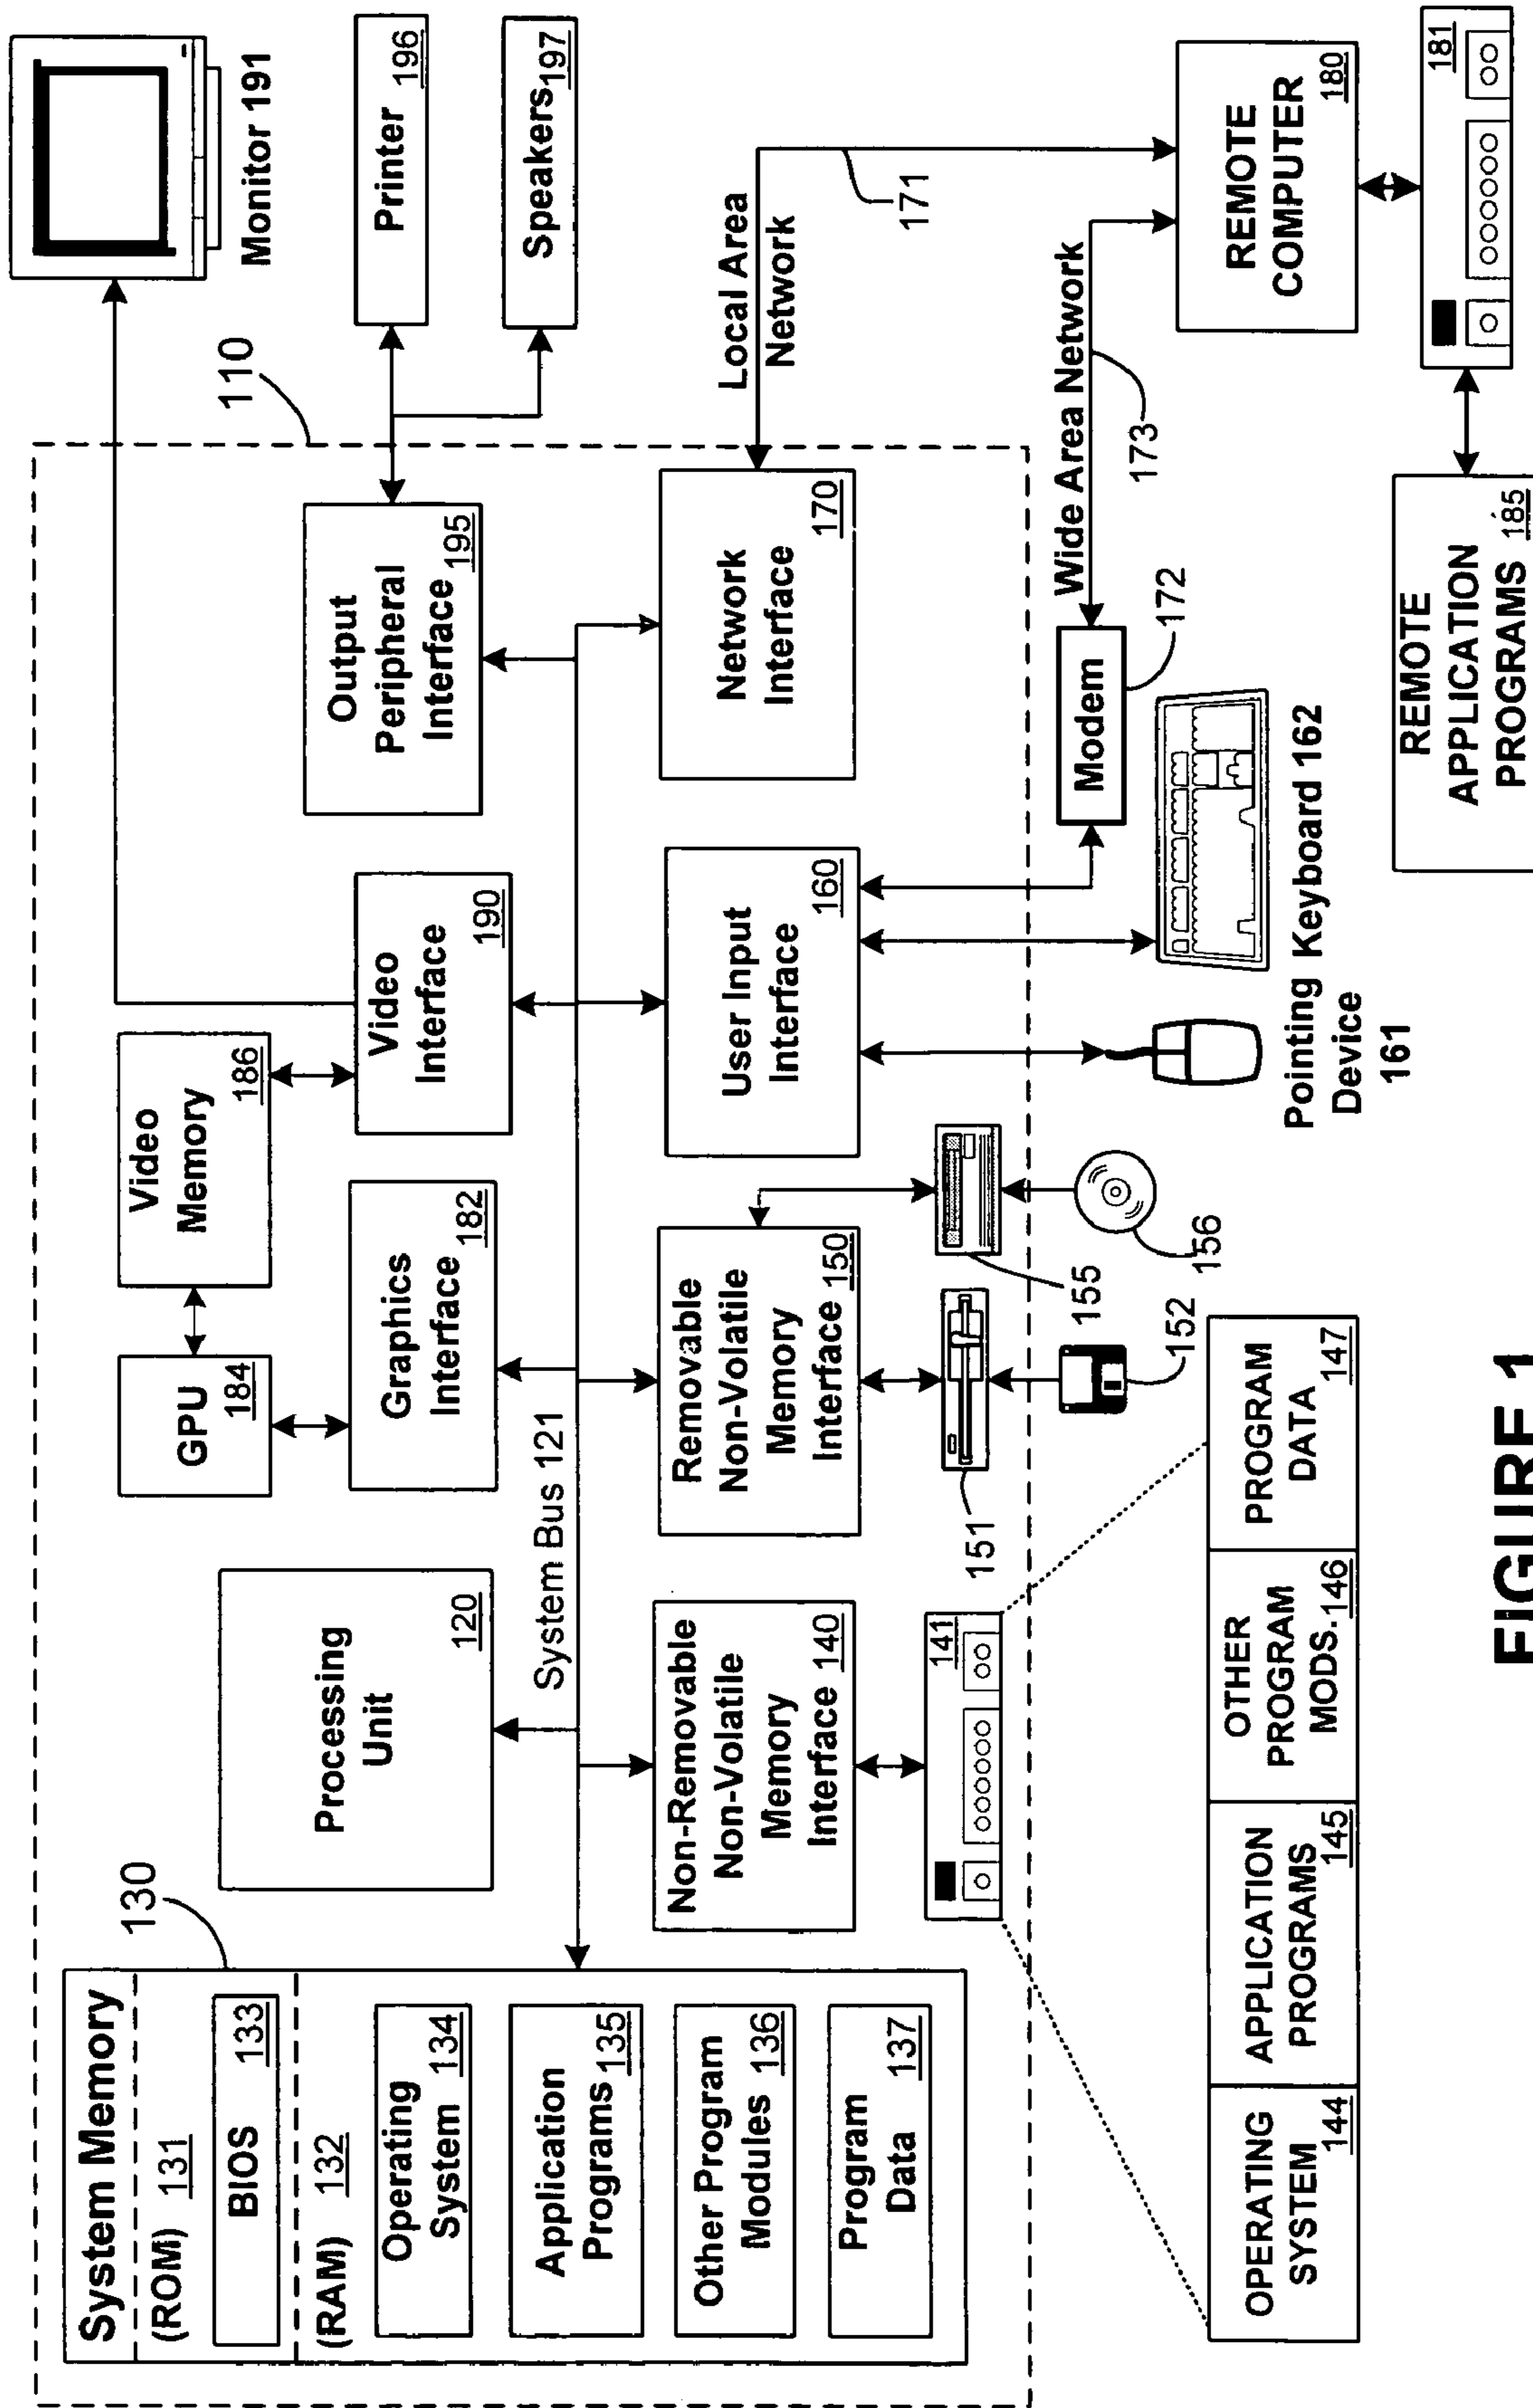 System Memory
(ROM) 131
BIOS 133
(RAM) 132
Operating
System 134
Application
Programs 135
Other Program
Modules 136
Program
Data 137
130
Processing
Unit
120
System Bus 121
GPU
184
Video
Memory
186
Graphics
Interface
182
Video
Interface
190
Output
Peripheral
Interface 195
110
Monitor 191
Printer
196
Speakers 197
Non-Removable
Non-Volatile
Memory
Interface 140
Removable
Non-Volatile
Memory
Interface 150
User Input
Interface
160
Network
Interface
170
Local Area
Network
171
141
151
155
152
156
Wide Area Network
173
Modem
172
Pointing
Device
161
Keyboard 162
REMOTE
COMPUTER
180
181
REMOTE
APPLICATION
PROGRAMS 185
OPERATING
SYSTEM
144
APPLICATION
PROGRAMS
145
OTHER
PROGRAM
MODS. 146
PROGRAM
DATA
147
FIGURE 1